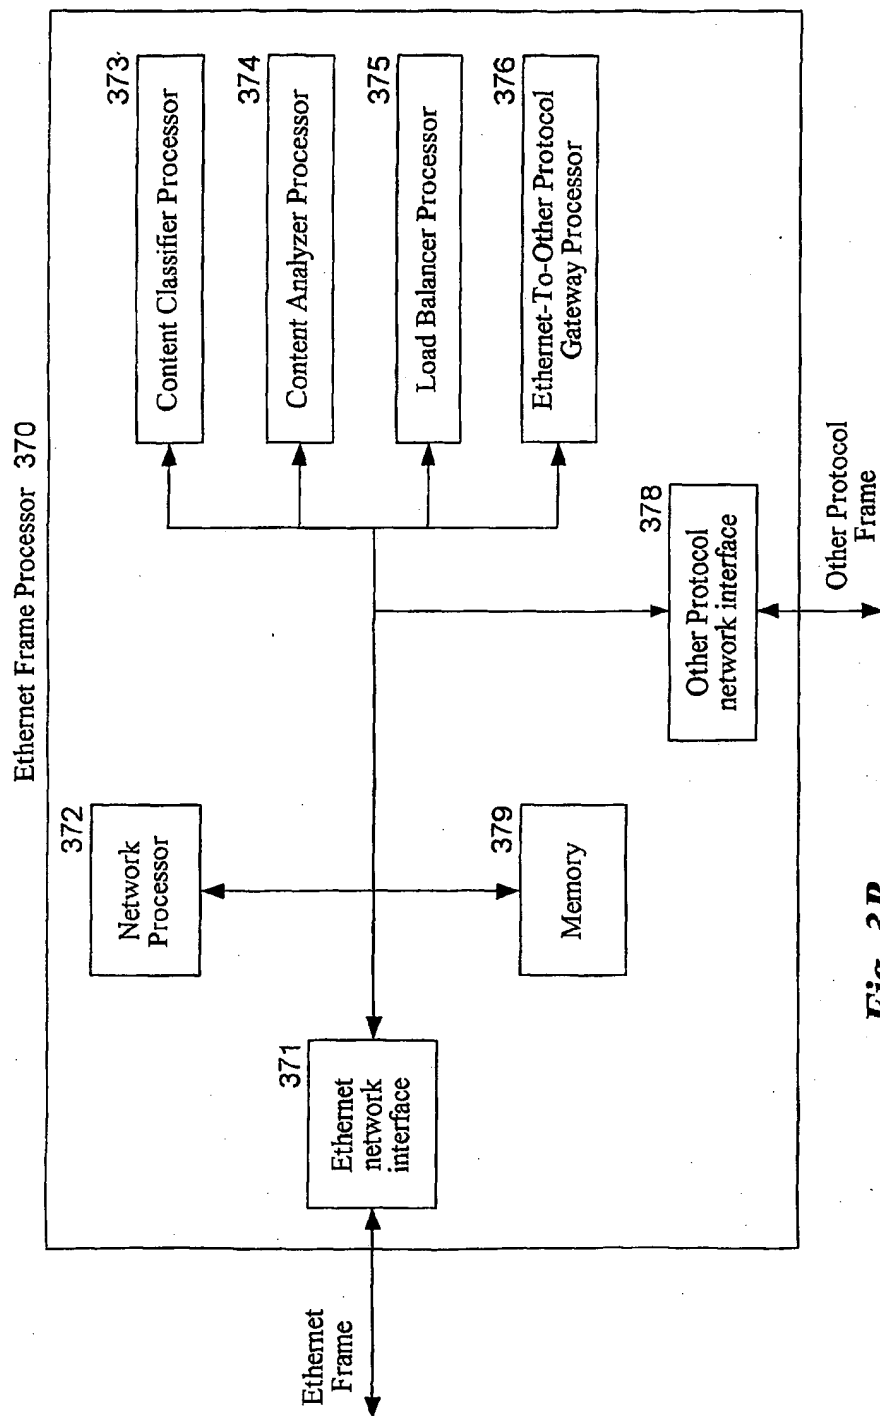 Ethernet Frame Processor 370
373
Content Classifier Processor
374
Content Analyzer Processor
375
Load Balancer Processor
376
Ethernet-To-Other Protocol
Gateway Processor
372
Network
Processor
379
Memory
371
Ethernet
network
interface
378
Other Protocol
network interface
Ethernet
Frame
Other Protocol
Frame